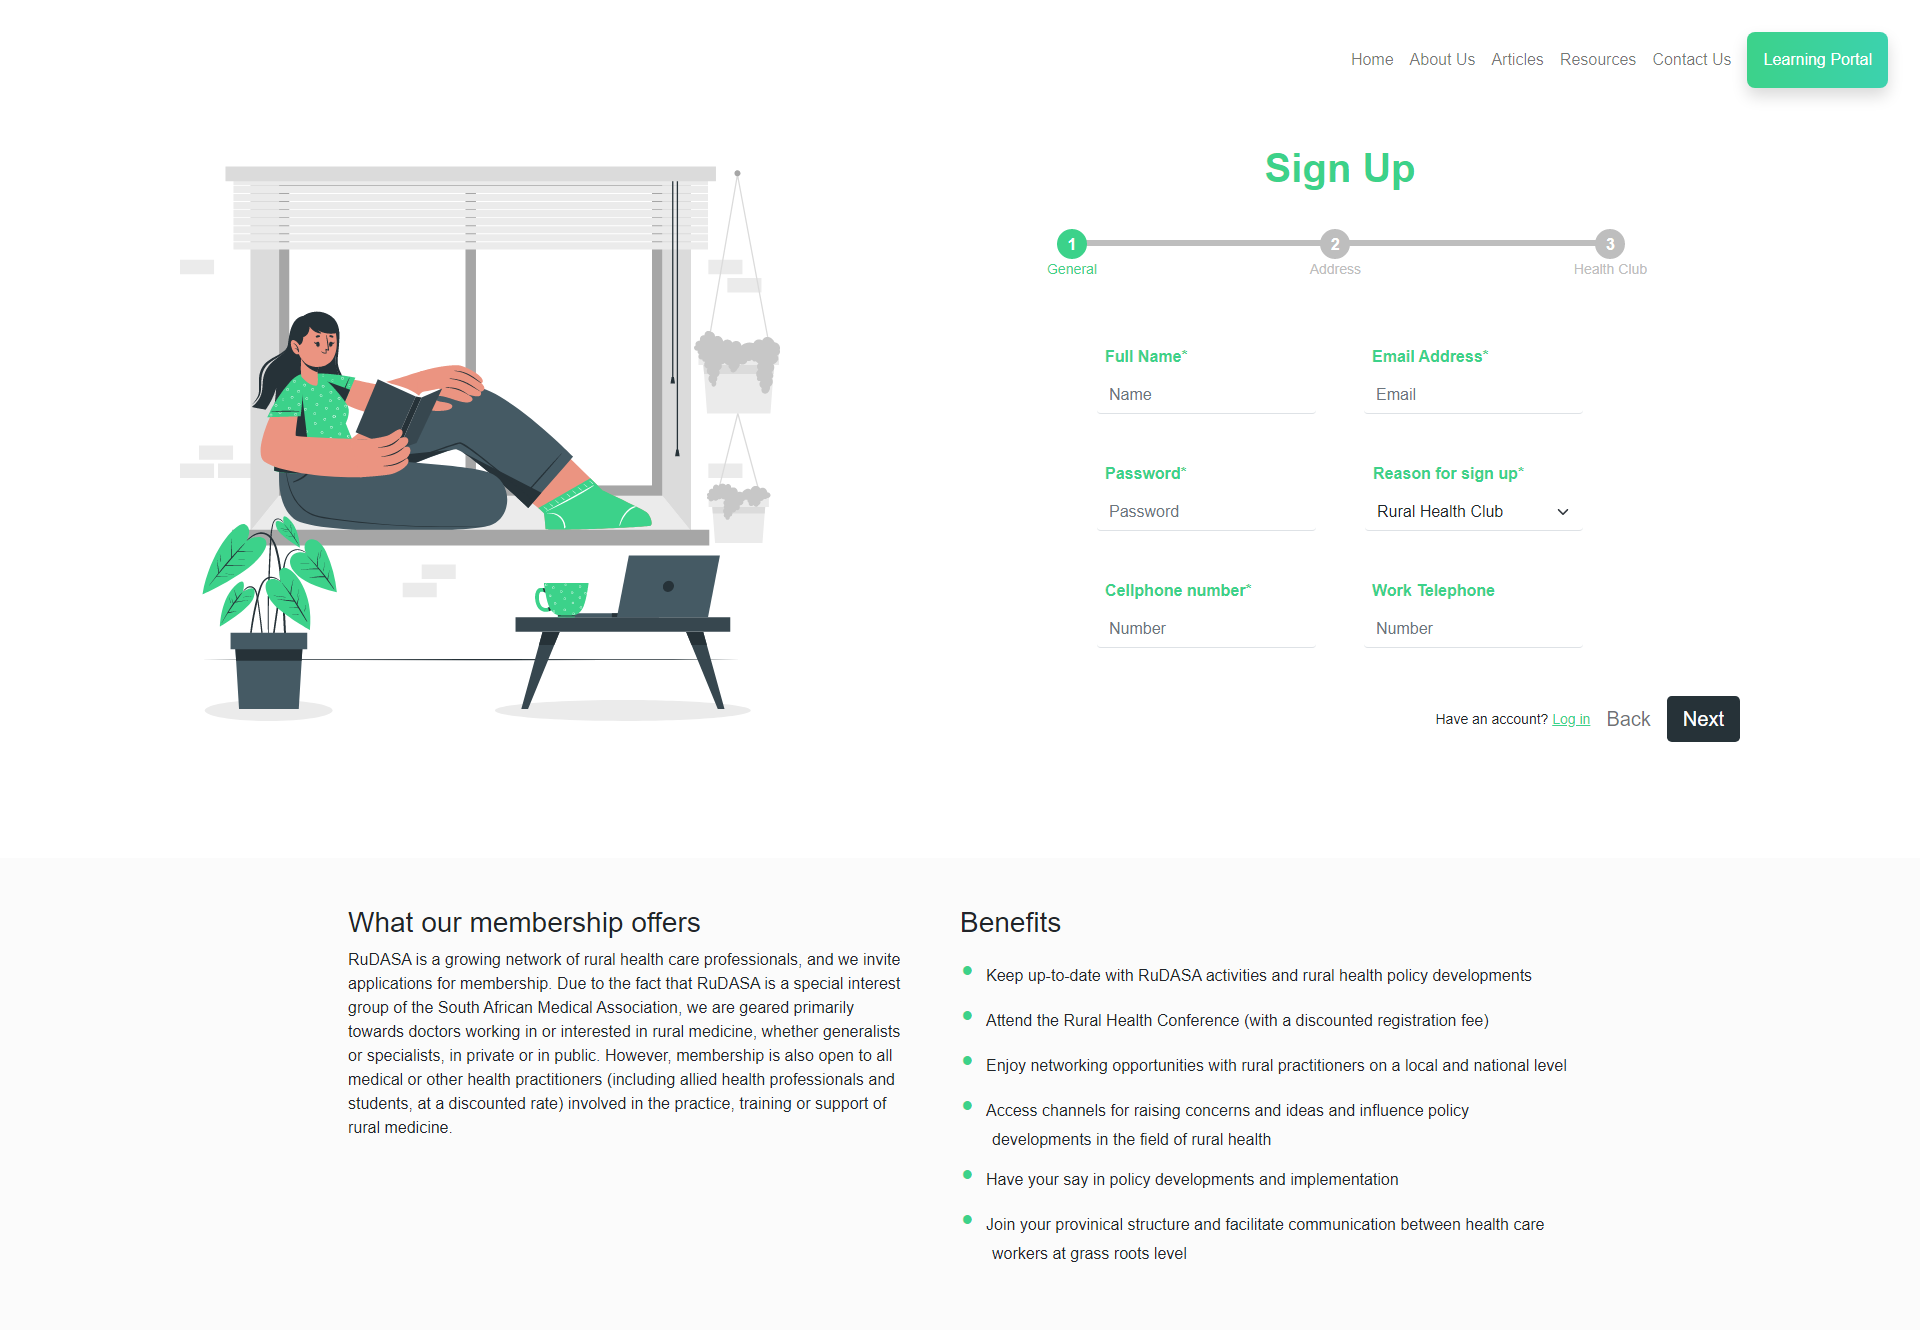 Home About Us Articles Resources Contact Us Learning Portal
Sign Up
1 2 3
General Address Health Club
Full Name* Email Address*
Name Email
Password* Reason for sign up*
Password Rural Health Club
Cellphone number* Work Telephone
Number Number
Have an account? Log in Back Next
What our membership offers
RuDASA is a growing network of rural health care professionals, and we invite
applications for membership. Due to the fact that RuDASA is a special interest
group of the South African Medical Association, we are geared primarily
towards doctors working in or interested in rural medicine, whether generalists
or specialists, in private or in public. However, membership is also open to all
medical or other health practitioners (including allied health professionals and
students, at a discounted rate) involved in the practice, training or support of
rural medicine.
Benefits
Keep up-to-date with RuDASA activities and rural health policy developments
Attend the Rural Health Conference (with a discounted registration fee)
Enjoy networking opportunities with rural practitioners on a local and national level
Access channels for raising concerns and ideas and influence policy
developments in the field of rural health
Have your say in policy developments and implementation
Join your provinical structure and facilitate communication between health care
workers at grass roots level